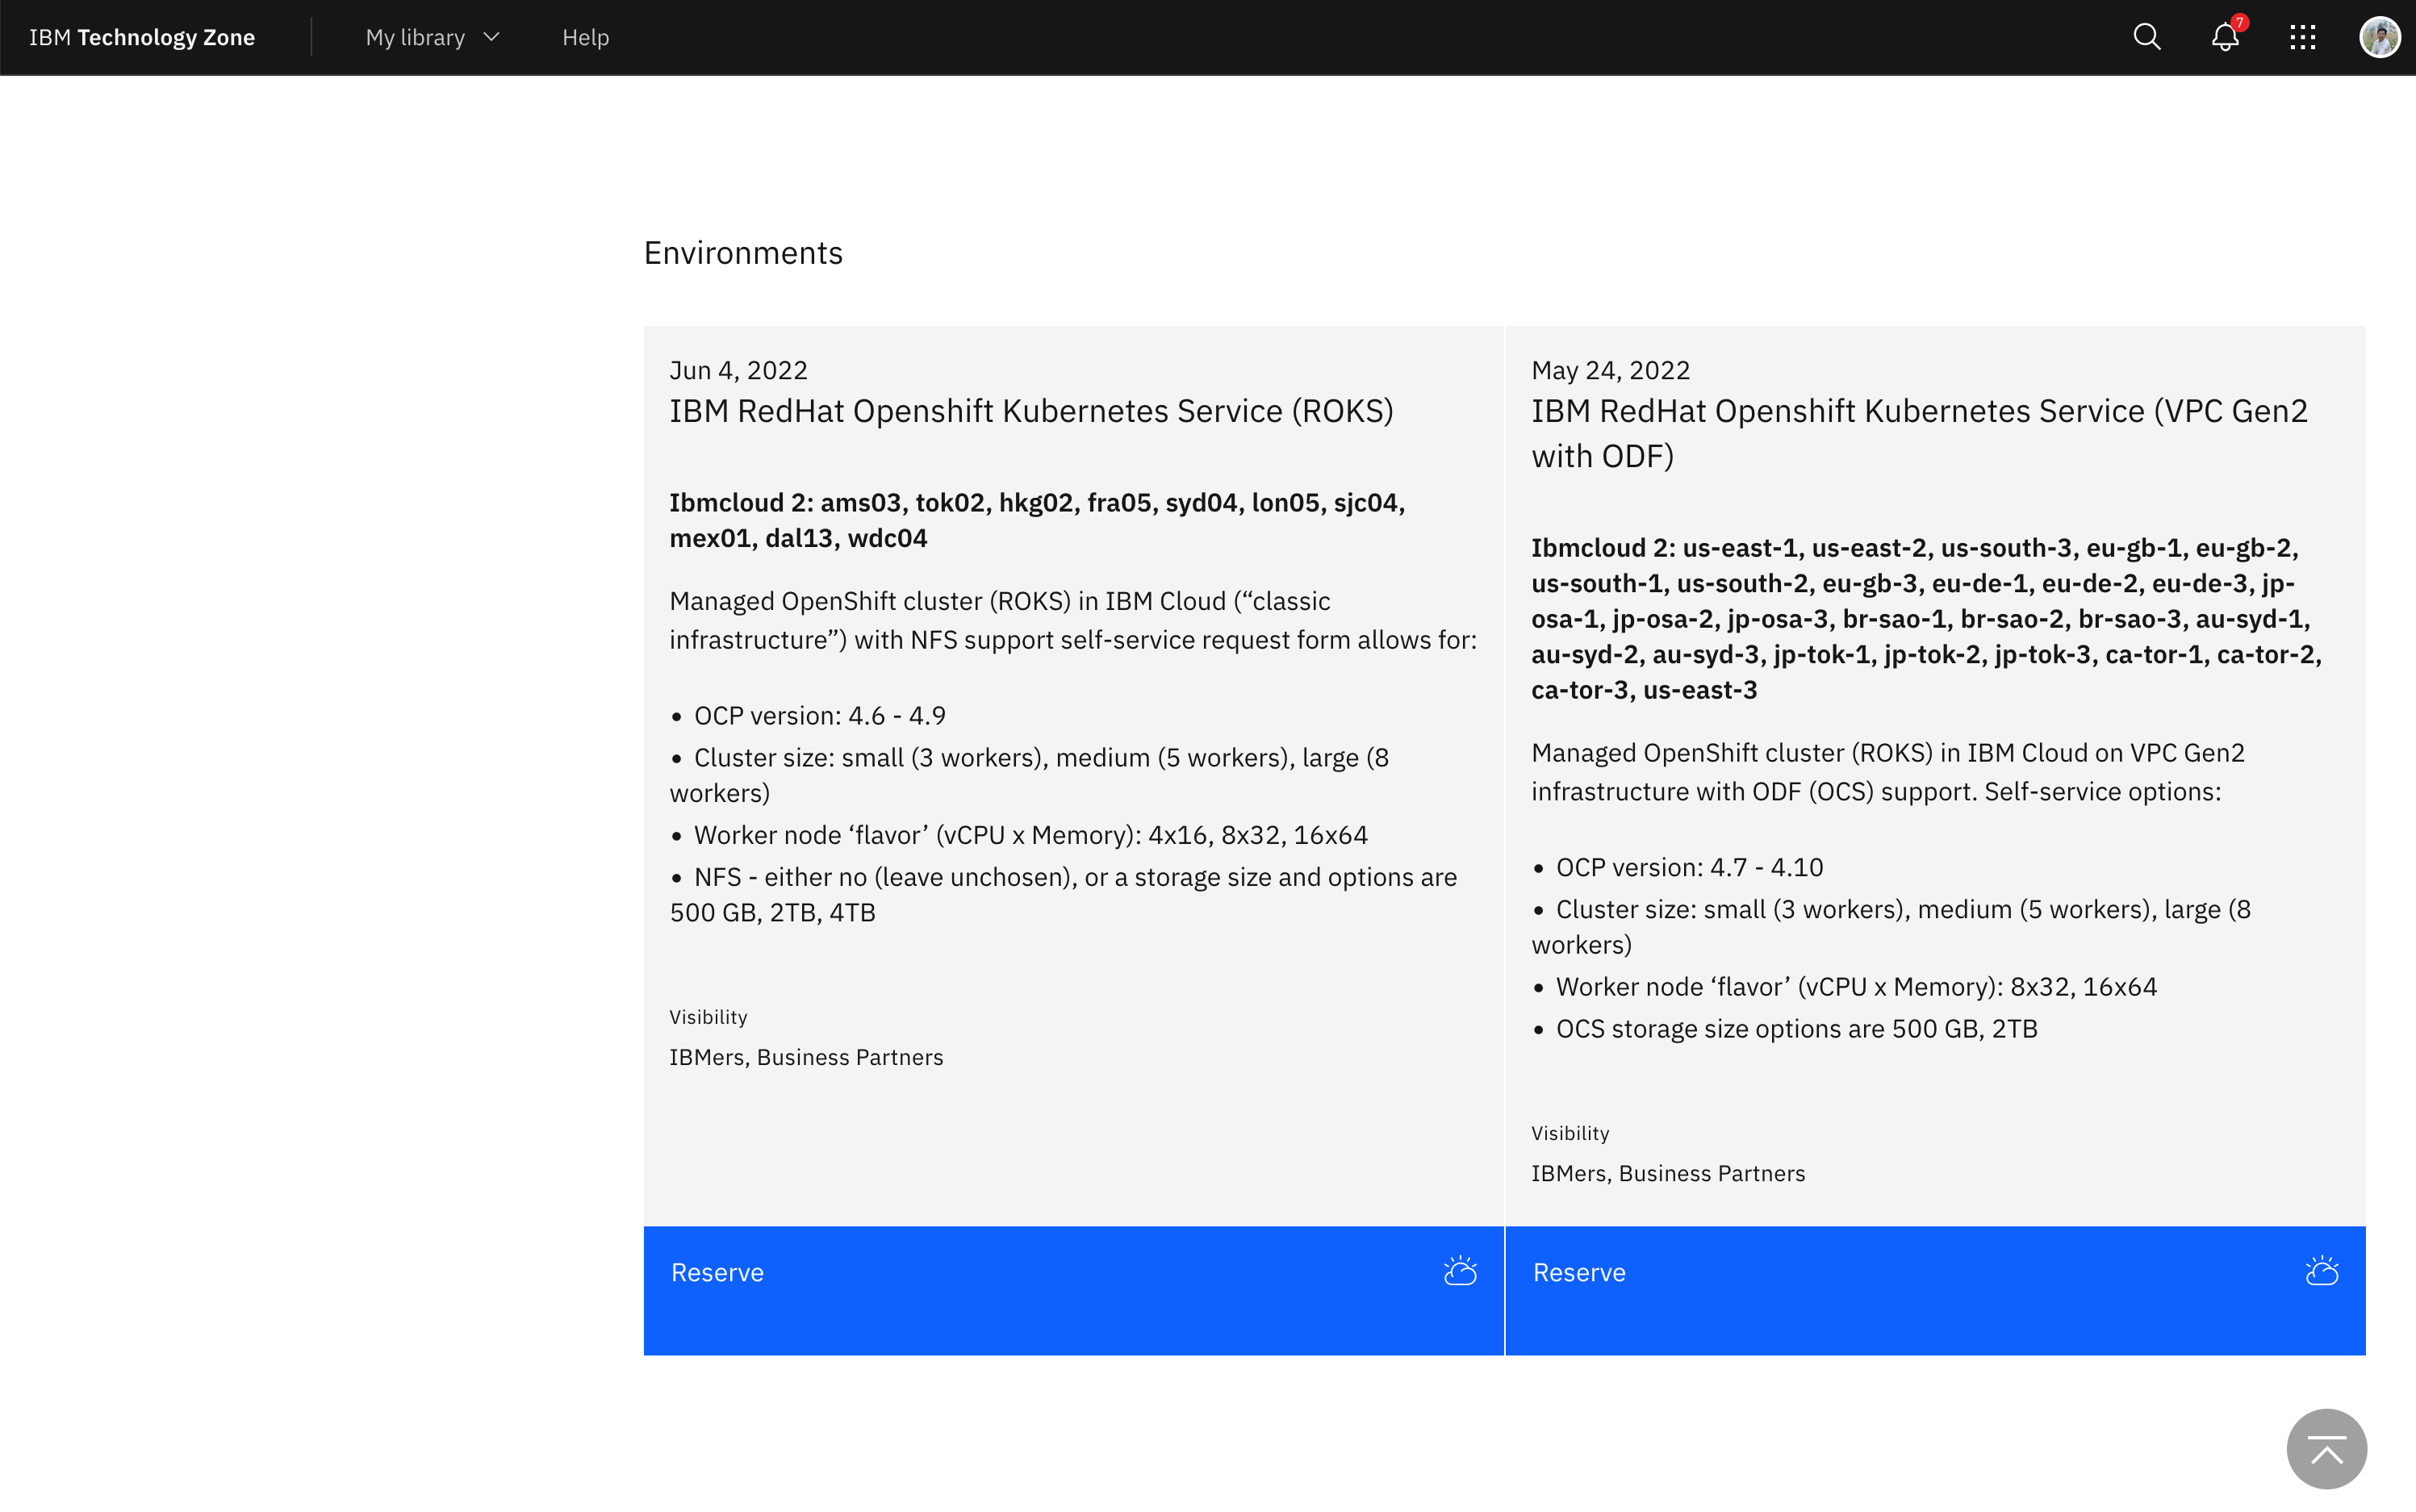 IBM Technology Zone
My library
Help
7
Environments
Jun 4, 2022
IBM RedHat Openshift Kubernetes Service (ROKS)
Ibmcloud 2: ams03, tok02, hkg02, fra05, syd04, lon05, sjc04,
mex01, dal13, wdc04
Managed OpenShift cluster (ROKS) in IBM Cloud (“classic
infrastructure”) with NFS support self-service request form allows for:
• OCP version: 4.6 - 4.9
• Cluster size: small (3 workers), medium (5 workers), large (8
workers)
• Worker node ‘flavor’ (vCPU x Memory): 4x16, 8x32, 16x64
• NFS - either no (leave unchosen), or a storage size and options are
500 GB, 2TB, 4TB
Visibility
IBMers, Business Partners
Reserve
May 24, 2022
IBM RedHat Openshift Kubernetes Service (VPC Gen2
with ODF)
Ibmcloud 2: us-east-1, us-east-2, us-south-3, eu-gb-1, eu-gb-2,
us-south-1, us-south-2, eu-gb-3, eu-de-1, eu-de-2, eu-de-3, jp-
osa-1, jp-osa-2, jp-osa-3, br-sao-1, br-sao-2, br-sao-3, au-syd-1,
au-syd-2, au-syd-3, jp-tok-1, jp-tok-2, jp-tok-3, ca-tor-1, ca-tor-2,
ca-tor-3, us-east-3
Managed OpenShift cluster (ROKS) in IBM Cloud on VPC Gen2
infrastructure with ODF (OCS) support. Self-service options:
• OCP version: 4.7 - 4.10
• Cluster size: small (3 workers), medium (5 workers), large (8
workers)
• Worker node ‘flavor’ (vCPU x Memory): 8x32, 16x64
• OCS storage size options are 500 GB, 2TB
Visibility
IBMers, Business Partners
Reserve